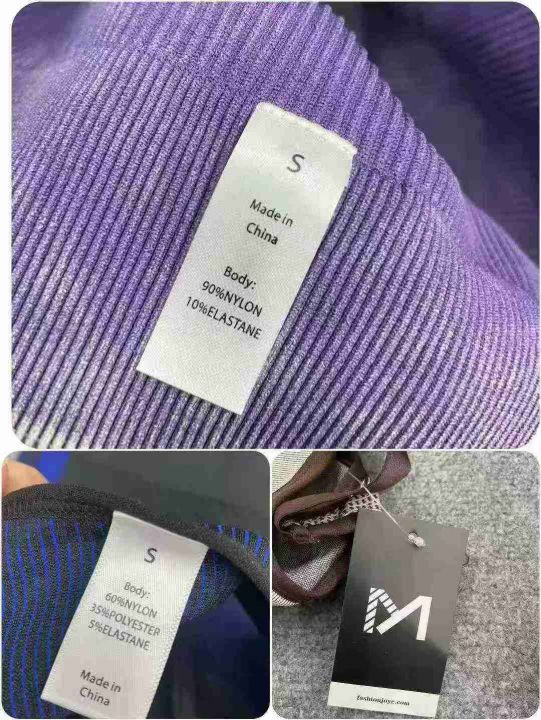 S
Made in
China
Body:
90%NYLON
10%ELASTANE
S
Body:
60%NYLON
35%POLYESTER
5%ELASTANE
Made in
China
M
fashionjoyz.com